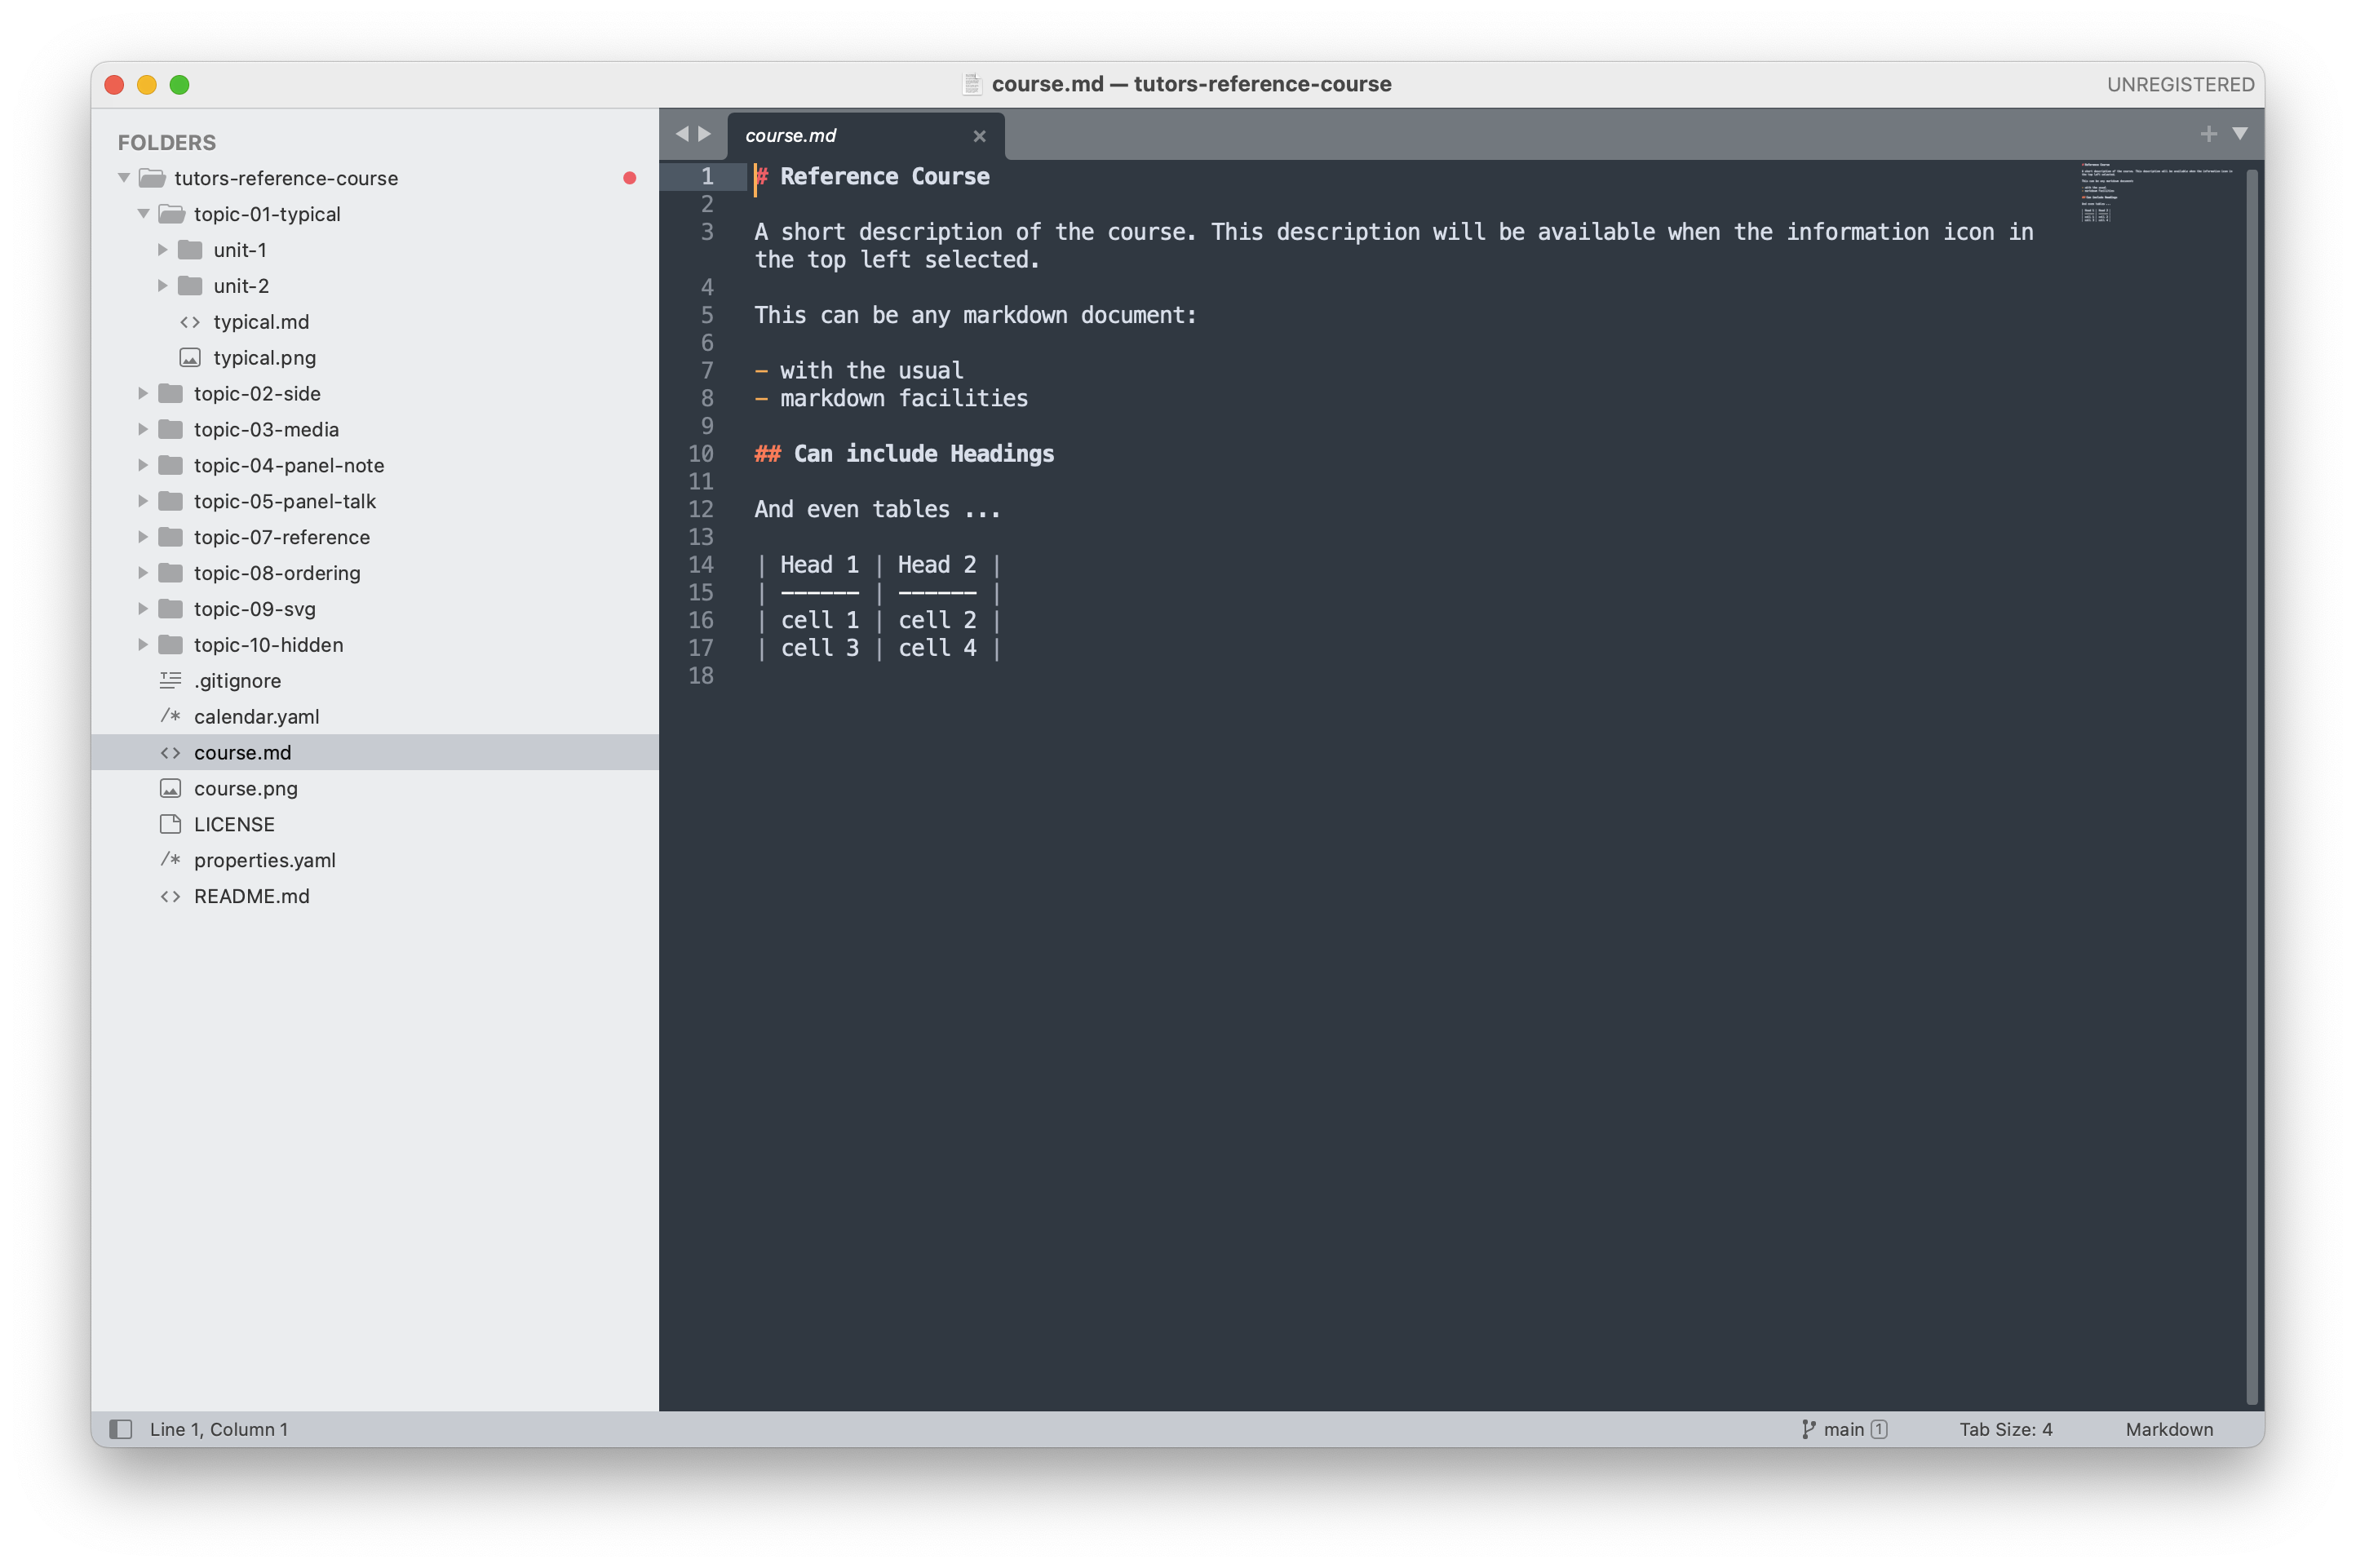 course.md — tutors-reference-course
UNREGISTERED
FOLDERS
tutors-reference-course
topic-01-typical
unit-1
unit-2
typical.md
typical.png
topic-02-side
topic-03-media
topic-04-panel-note
topic-05-panel-talk
topic-07-reference
topic-08-ordering
topic-09-svg
topic-10-hidden
.gitignore
/* calendar.yaml
course.md
course.png
LICENSE
/* properties.yaml
README.md
course.md
1 # Reference Course
2
3 A short description of the course. This description will be available when the information icon in
the top left selected.
4
5 This can be any markdown document:
6
7 - with the usual
8 - markdown facilities
9
10 ## Can include Headings
11
12 And even tables ...
13
14 | Head 1 | Head 2 |
15 | ------ | ------ |
16 | cell 1 | cell 2 |
17 | cell 3 | cell 4 |
18
Line 1, Column 1
main 1
Tab Size: 4
Markdown